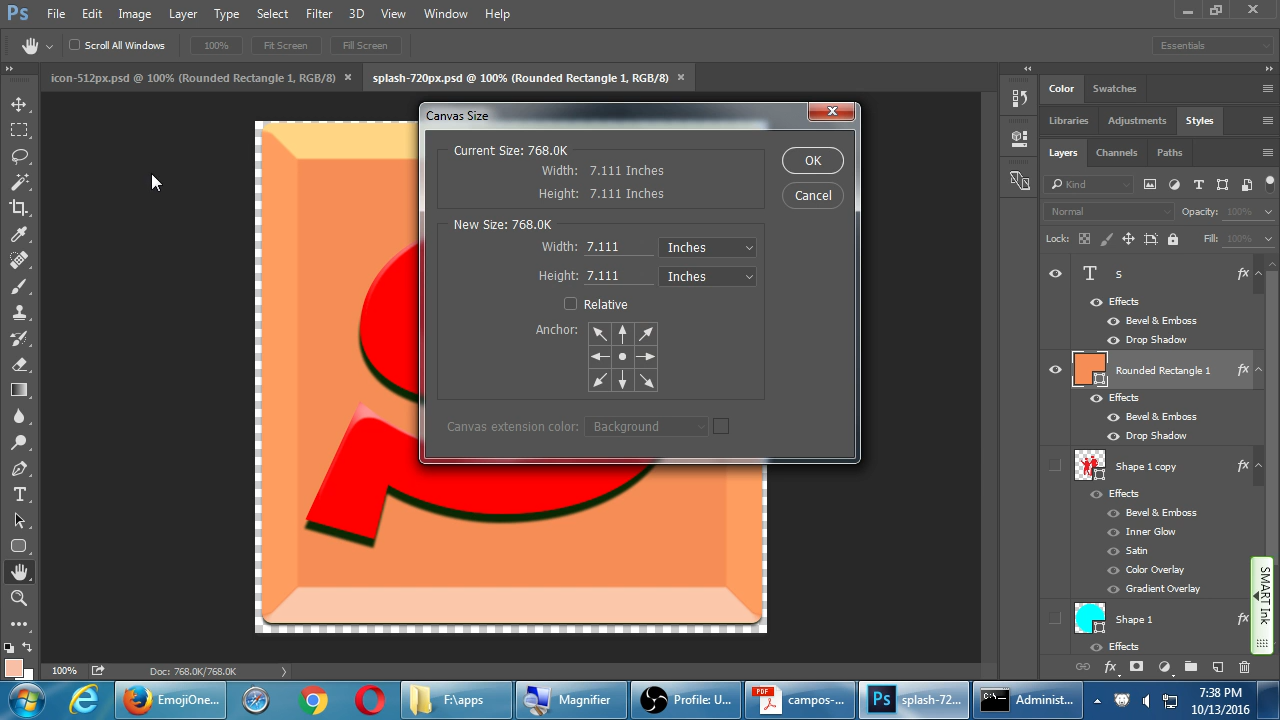 Ps File Edit Image Layer Type Select Filter 3D View Window Help
Scroll All Windows 100% Fit Screen Fill Screen Essentials
icon-512px.psd @ 100% (Rounded Rectangle 1, RGB/8) × splash-720px.psd @ 100% (Rounded Rectangle 1, RGB/8) ×
Canvas Size
Current Size: 768.0K
Width: 7.111 Inches
Height: 7.111 Inches
OK
Cancel
New Size: 768.0K
Width: 7.111 Inches
Height: 7.111 Inches
Relative
Anchor:
Canvas extension color: Background
Color Swatches
Libraries Adjustments Styles
Layers Channels Paths
Kind
Normal Opacity: 100%
Lock: Fill: 100%
T S fx
Effects
Bevel & Emboss
Drop Shadow
Rounded Rectangle 1 fx
Effects
Bevel & Emboss
Drop Shadow
Shape 1 copy fx
Effects
Bevel & Emboss
Inner Glow
Satin
Color Overlay
Gradient Overlay
Shape 1 fx
Effects
SMART Ink
100% Doc: 768.0K/768.0K
EmojiOne... F:\apps Magnifier Profile: U... campos-... splash-72... Administ...
7:38 PM
10/13/2016